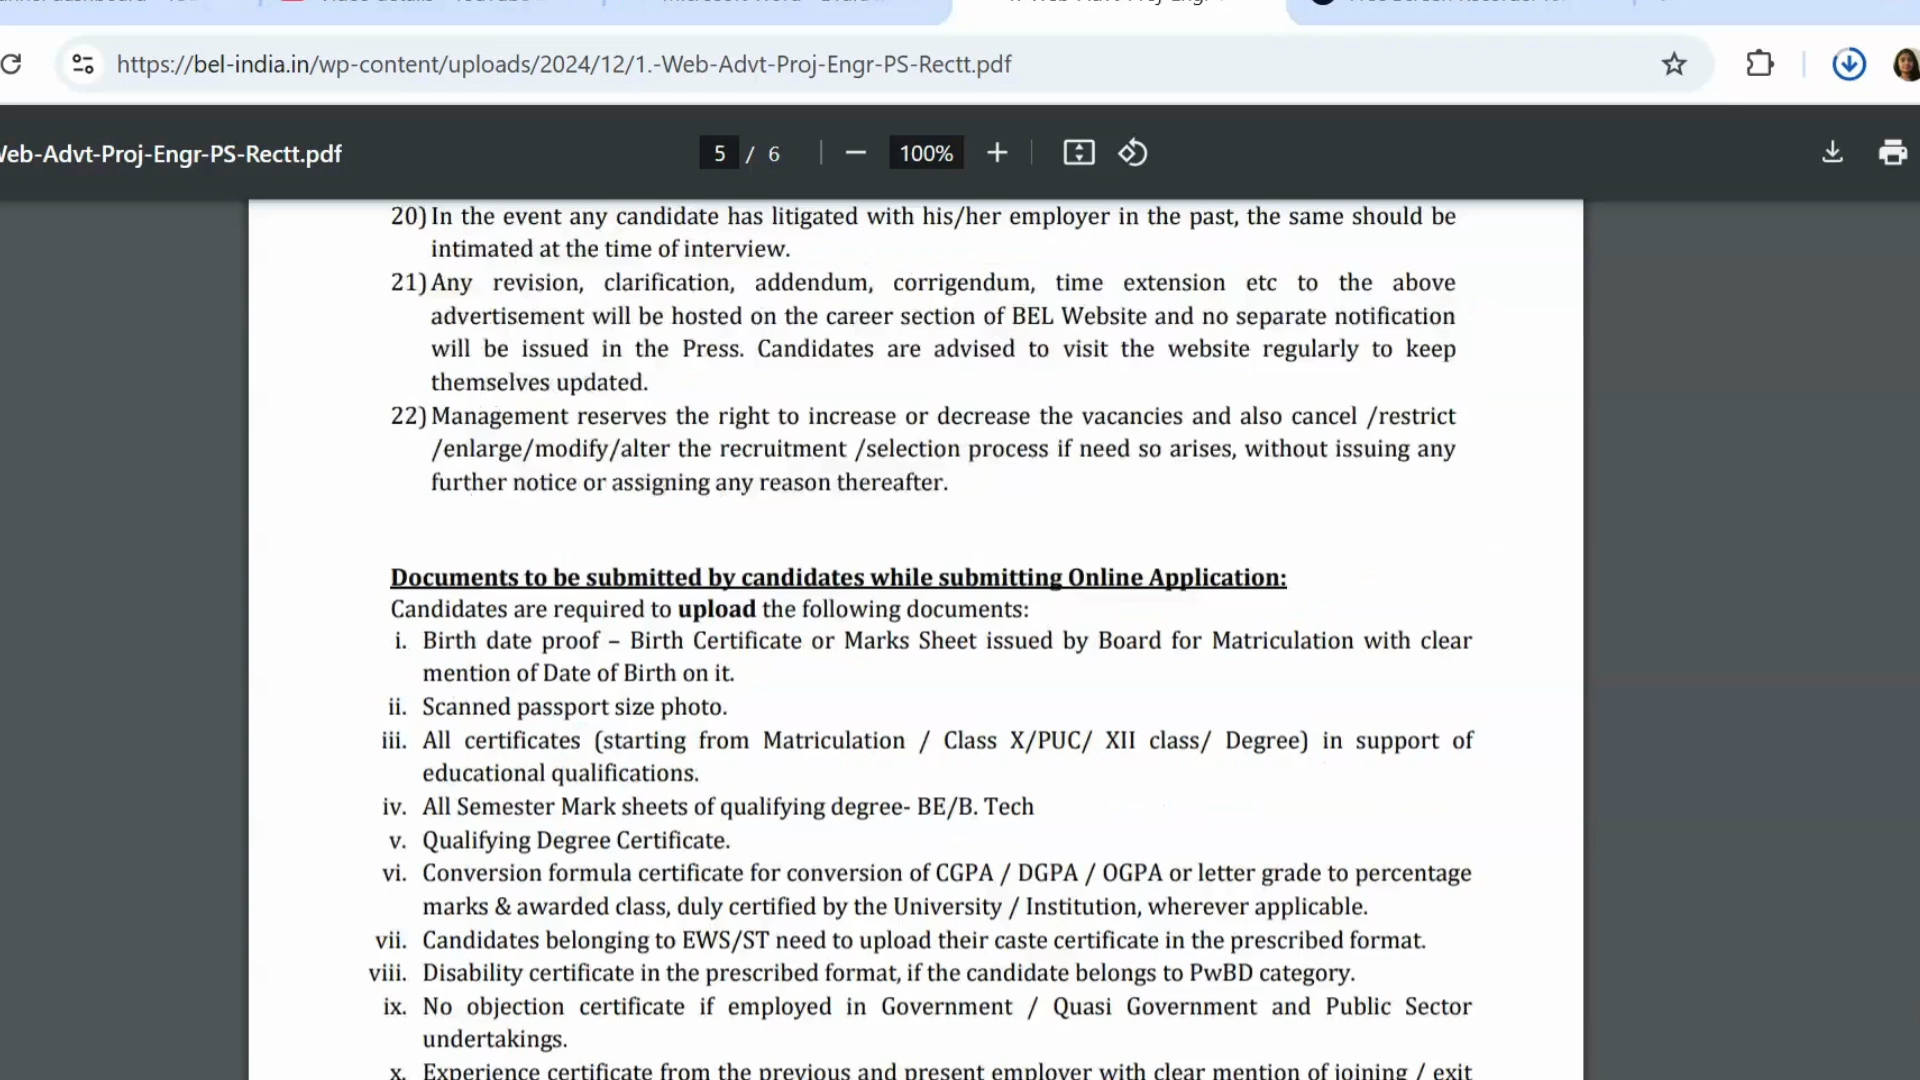 https://bel-india.in/wp-content/uploads/2024/12/1.-Web-Advt-Proj-Engr-PS-Rectt.pdf
Web-Advt-Proj-Engr-PS-Rectt.pdf
5 / 6
100%
20) In the event any candidate has litigated with his/her employer in the past, the same should be
intimated at the time of interview.
21) Any revision, clarification, addendum, corrigendum, time extension etc to the above
advertisement will be hosted on the career section of BEL Website and no separate notification
will be issued in the Press. Candidates are advised to visit the website regularly to keep
themselves updated.
22) Management reserves the right to increase or decrease the vacancies and also cancel /restrict
/enlarge/modify/alter the recruitment /selection process if need so arises, without issuing any
further notice or assigning any reason thereafter.
Documents to be submitted by candidates while submitting Online Application:
Candidates are required to upload the following documents:
i. Birth date proof – Birth Certificate or Marks Sheet issued by Board for Matriculation with clear
mention of Date of Birth on it.
ii. Scanned passport size photo.
iii. All certificates (starting from Matriculation / Class X/PUC/ XII class/ Degree) in support of
educational qualifications.
iv. All Semester Mark sheets of qualifying degree- BE/B. Tech
v. Qualifying Degree Certificate.
vi. Conversion formula certificate for conversion of CGPA / DGPA / OGPA or letter grade to percentage
marks & awarded class, duly certified by the University / Institution, wherever applicable.
vii. Candidates belonging to EWS/ST need to upload their caste certificate in the prescribed format.
viii. Disability certificate in the prescribed format, if the candidate belongs to PwBD category.
ix. No objection certificate if employed in Government / Quasi Government and Public Sector
undertakings.
x. Experience certificate from the previous and present employer with clear mention of joining / exit